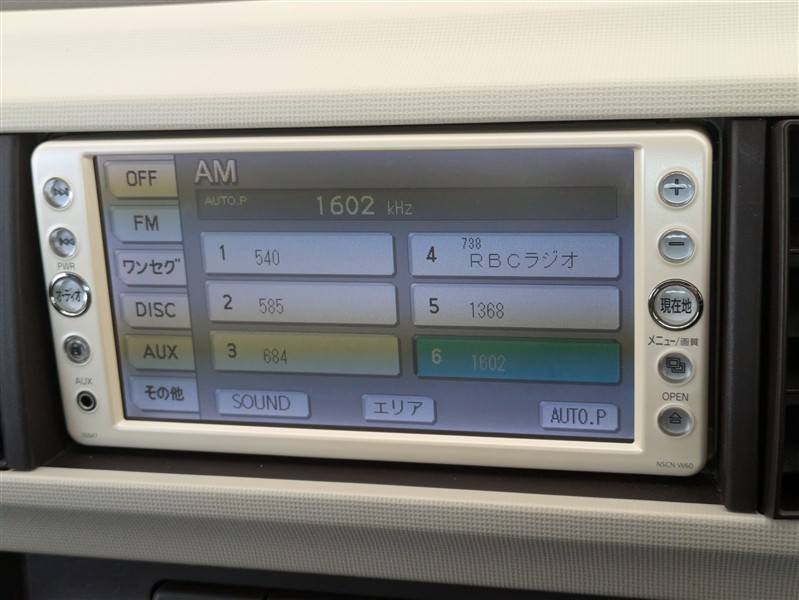 OFF
FM
ワンセグ
DISC
AUX
その他
AM
AUTO.P
1602 kHz
1 540
2 585
3 684
4 738 RBCラジオ
5 1368
6 1602
SOUND
エリア
AUTO.P
PWR
オーディオ
AUX
現在地
メニュー/画質
OPEN
NSCN-W60